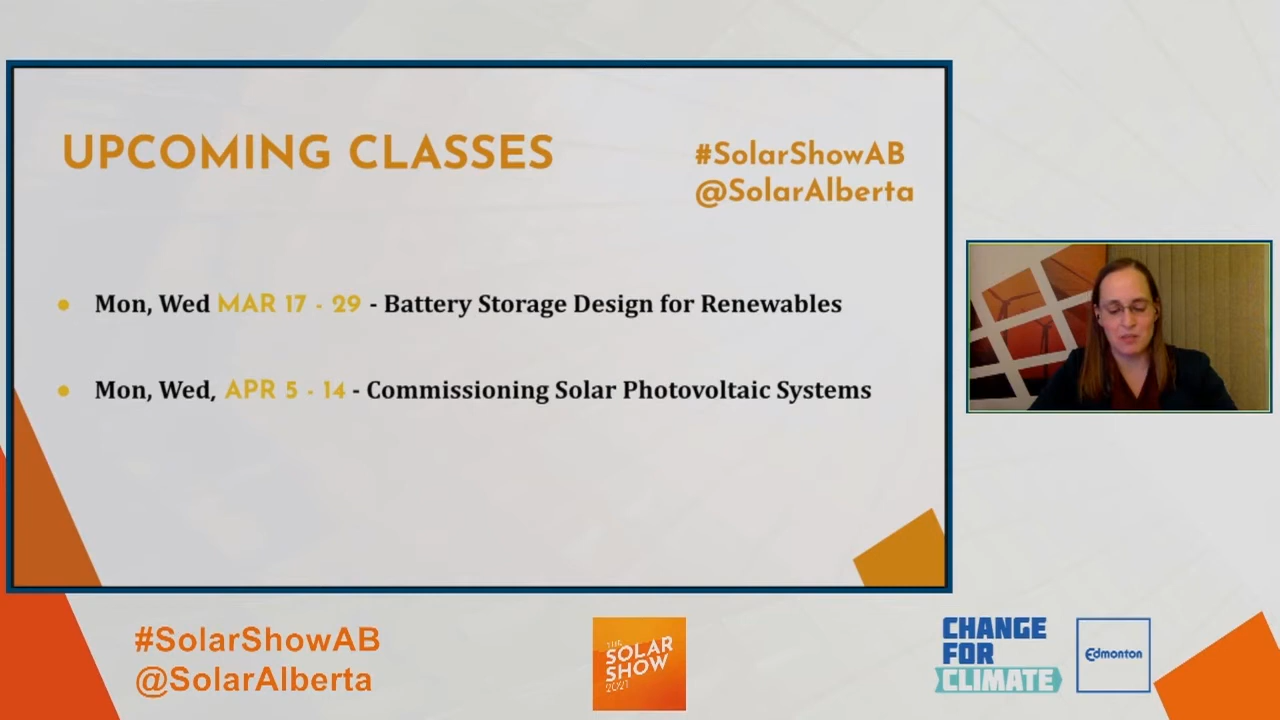 UPCOMING CLASSES
#SolarShowAB
@SolarAlberta
● Mon, Wed MAR 17 - 29 - Battery Storage Design for Renewables
● Mon, Wed, APR 5 - 14 - Commissioning Solar Photovoltaic Systems
#SolarShowAB
@SolarAlberta
THE
SOLAR
SHOW
2021
CHANGE
FOR
CLIMATE
Edmonton